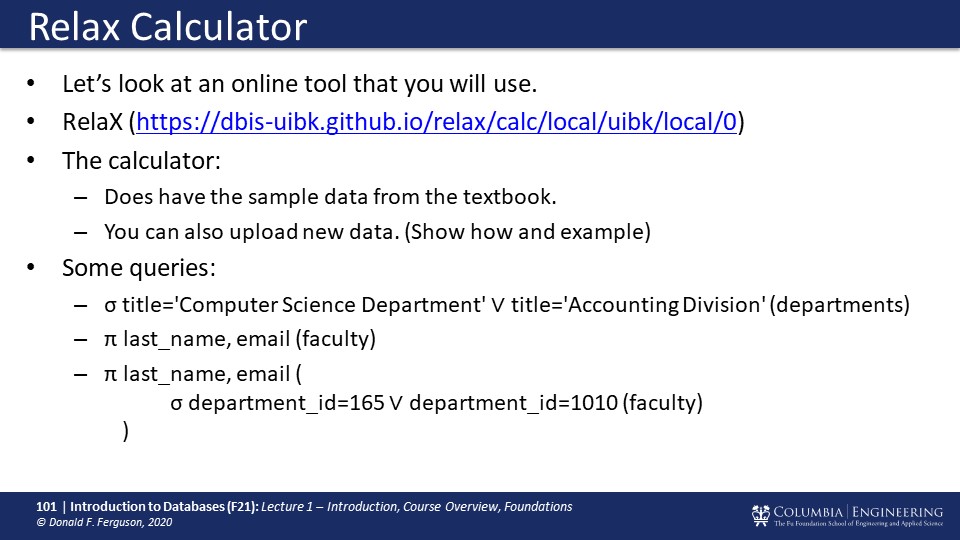 Relax Calculator
• Let’s look at an online tool that you will use.
• RelaX (https://dbis-uibk.github.io/relax/calc/local/uibk/local/0)
• The calculator:
– Does have the sample data from the textbook.
– You can also upload new data. (Show how and example)
• Some queries:
– σ title='Computer Science Department' ∨ title='Accounting Division' (departments)
– π last_name, email (faculty)
– π last_name, email (
σ department_id=165 ∨ department_id=1010 (faculty)
)
101 | Introduction to Databases (F21): Lecture 1 – Introduction, Course Overview, Foundations
© Donald F. Ferguson, 2020
COLUMBIA | ENGINEERING
The Fu Foundation School of Engineering and Applied Science